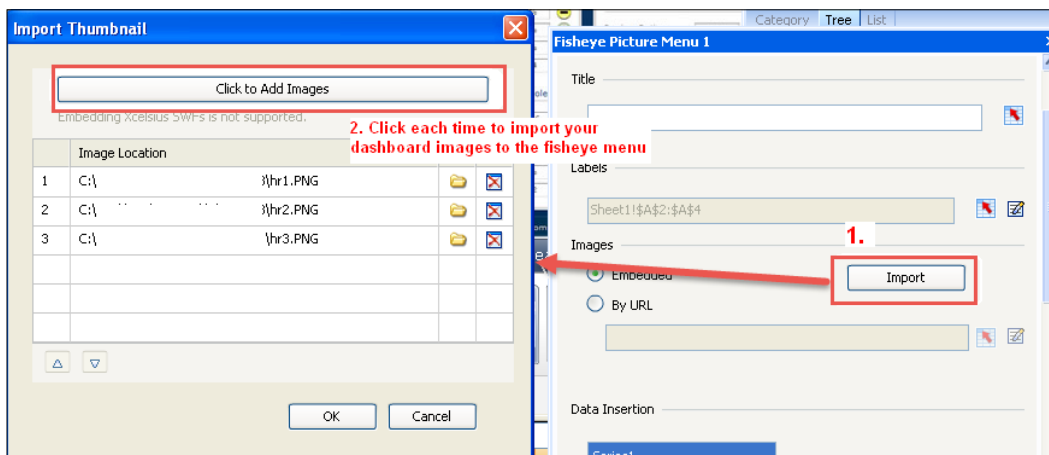 Import Thumbnail
Click to Add Images
Embedding Xcelsius SWFs is not supported.
2. Click each time to import your
dashboard images to the fisheye menu
Image Location
1 C:\ \hr1.PNG
2 C:\ \hr2.PNG
3 C:\ \hr3.PNG
OK Cancel
Category Tree List
Fisheye Picture Menu 1
Title
Labels
Sheet1!$A$2:$A$4
Images
1.
Embedded
Import
By URL
Data Insertion
Series1